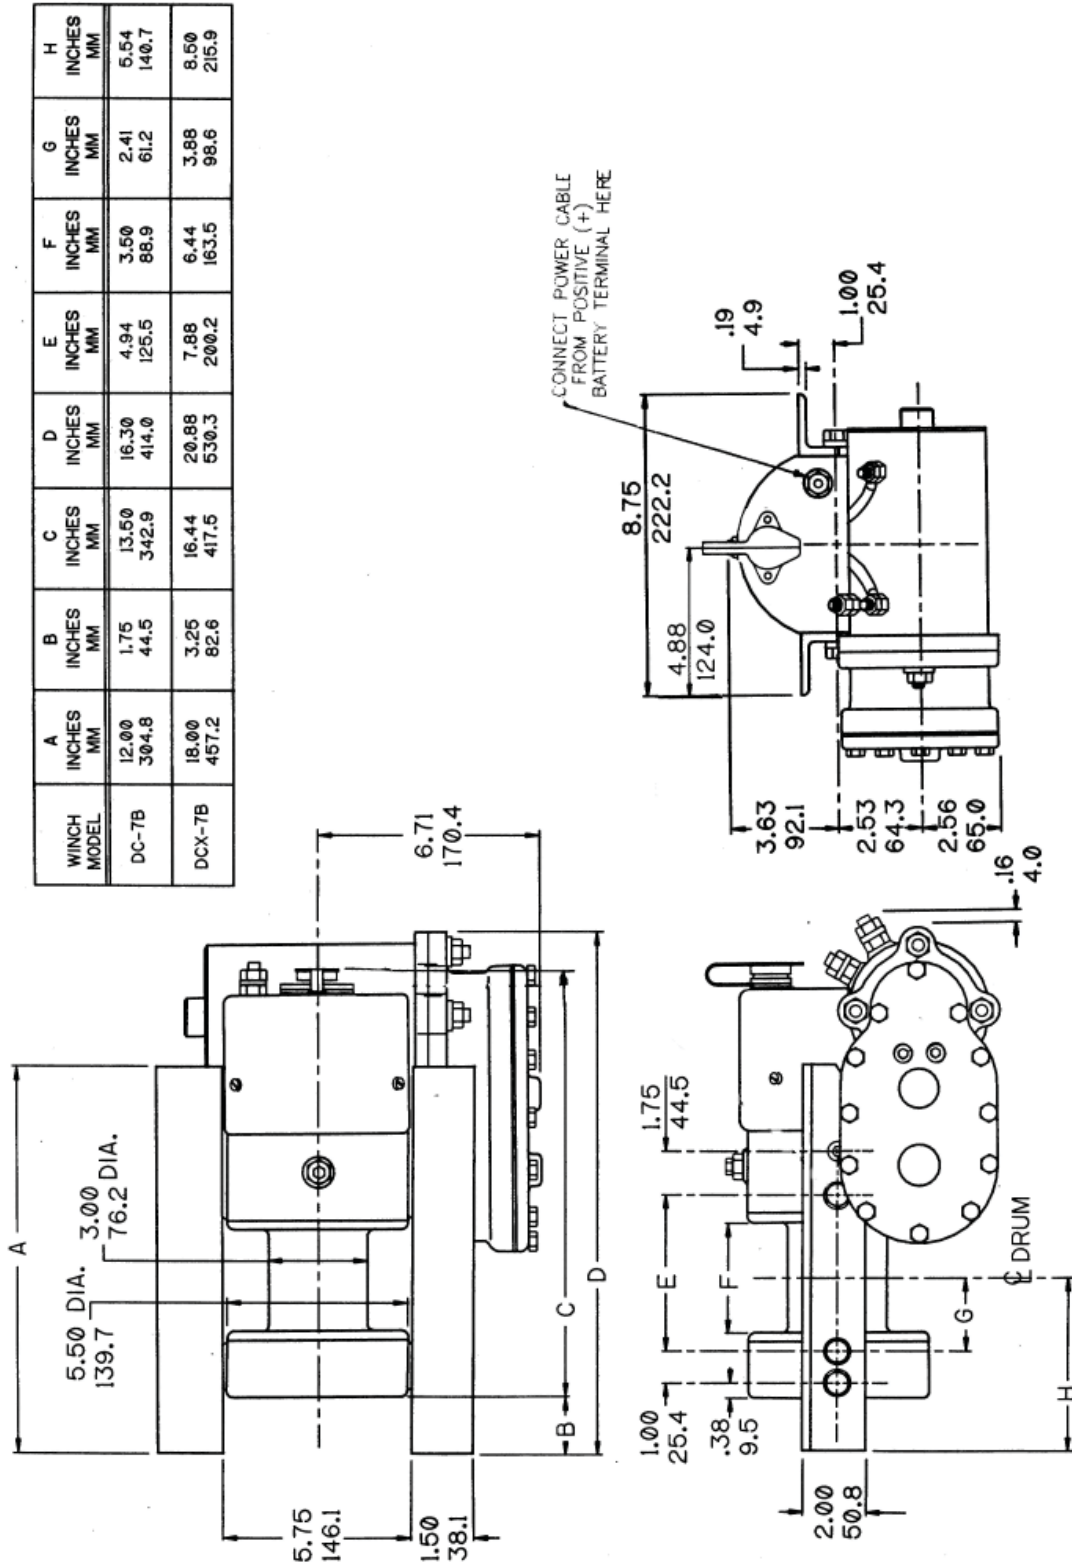 WINCH MODEL | A INCHES MM | B INCHES MM | C INCHES MM | D INCHES MM | E INCHES MM | F INCHES MM | G INCHES MM | H INCHES MM
DC-7B | 12.00 304.8 | 1.75 44.5 | 13.50 342.9 | 16.30 414.0 | 4.94 125.5 | 3.50 88.9 | 2.41 61.2 | 5.54 140.7
DCX-7B | 18.00 457.2 | 3.25 82.6 | 16.44 417.5 | 20.88 530.3 | 7.88 200.2 | 6.44 163.5 | 3.88 98.6 | 8.50 215.9
A
5.50 DIA.
139.7
3.00 DIA.
76.2
5.75
146.1
1.50
38.1
6.71
170.4
B
C
D
CONNECT POWER CABLE
FROM POSITIVE (+)
BATTERY TERMINAL HERE
8.75
222.2
4.88
124.0
.19
4.9
1.00
25.4
3.63
92.1
2.53
64.3
2.56
65.0
1.75
44.5
E
F
1.00
25.4
.38
9.5
2.00
50.8
G
H
℄ DRUM
.16
4.0